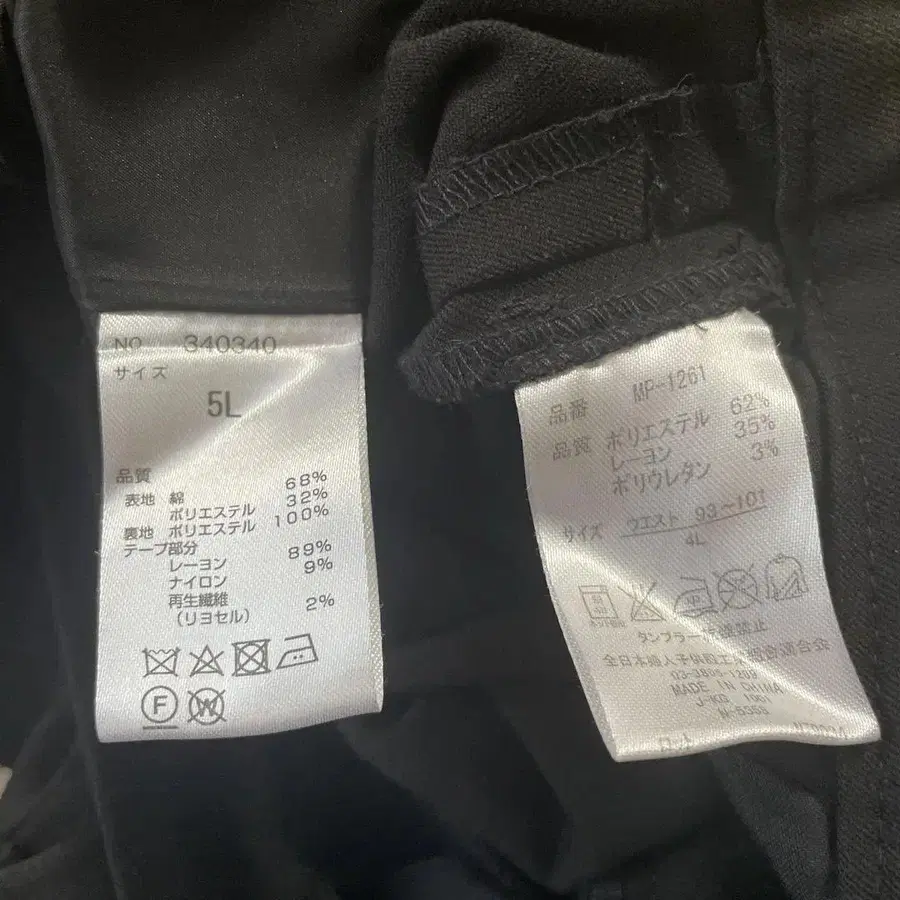 NO. 340340
サイズ
5L
品質
表地 綿 68%
ポリエステル 32%
裏地 ポリエステル 100%
テープ部分
レーヨン 89%
ナイロン 9%
再生繊維
(リヨセル) 2%
F
W
品番 MP-1261
品質 ポリエステル 62%
レーヨン 35%
ポリウレタン 3%
サイズ ウエスト 93~101
4L
タンブラー乾燥禁止
全日本婦人子供服工業組合連合会
03-3805-1209
MADE IN CHINA